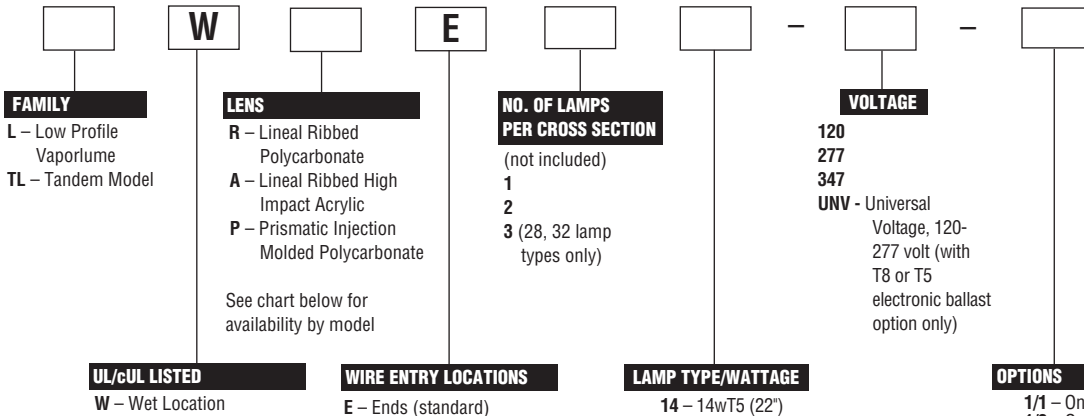 W E – –
FAMILY
L – Low Profile
Vaporlume
TL – Tandem Model
LENS
R – Lineal Ribbed
Polycarbonate
A – Lineal Ribbed High
Impact Acrylic
P – Prismatic Injection
Molded Polycarbonate
See chart below for
availability by model
NO. OF LAMPS
PER CROSS SECTION
(not included)
1
2
3 (28, 32 lamp
types only)
VOLTAGE
120
277
347
UNV - Universal
Voltage, 120-
277 volt (with
T8 or T5
electronic ballast
option only)
UL/cUL LISTED
W – Wet Location
WIRE ENTRY LOCATIONS
E – Ends (standard)
LAMP TYPE/WATTAGE
14 – 14wT5 (22")
OPTIONS
1/1 – On